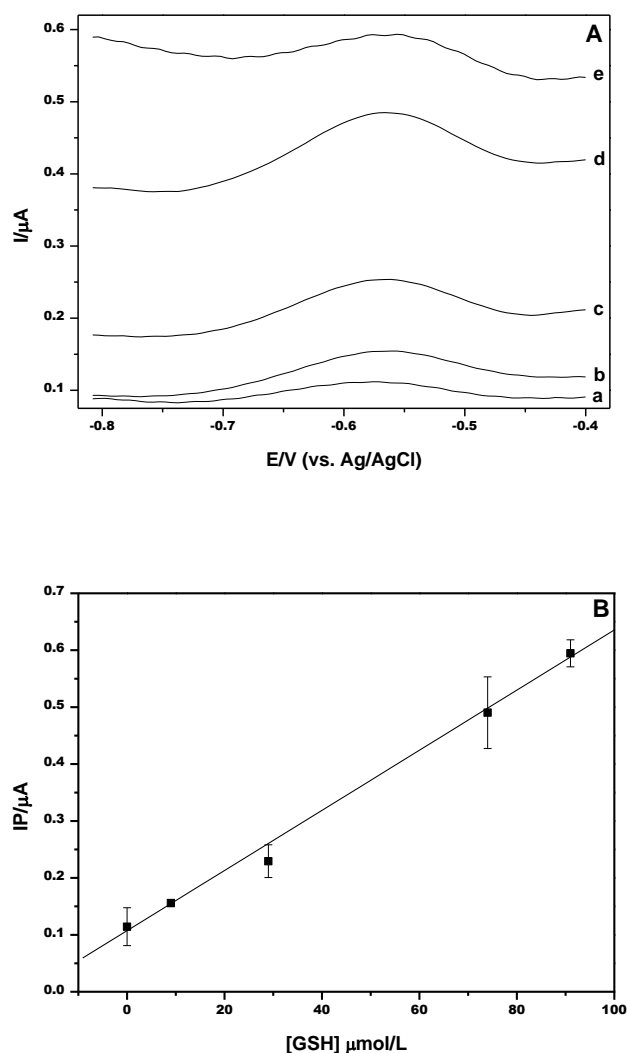 A
0.6
0.5
0.4
0.3
0.2
0.1
I/μA
e
d
c
b
a
-0.8 -0.7 -0.6 -0.5 -0.4
E/V (vs. Ag/AgCl)
B
0.7
0.6
0.5
0.4
0.3
0.2
0.1
0.0
IP/μA
0 20 40 60 80 100
[GSH] μmol/L